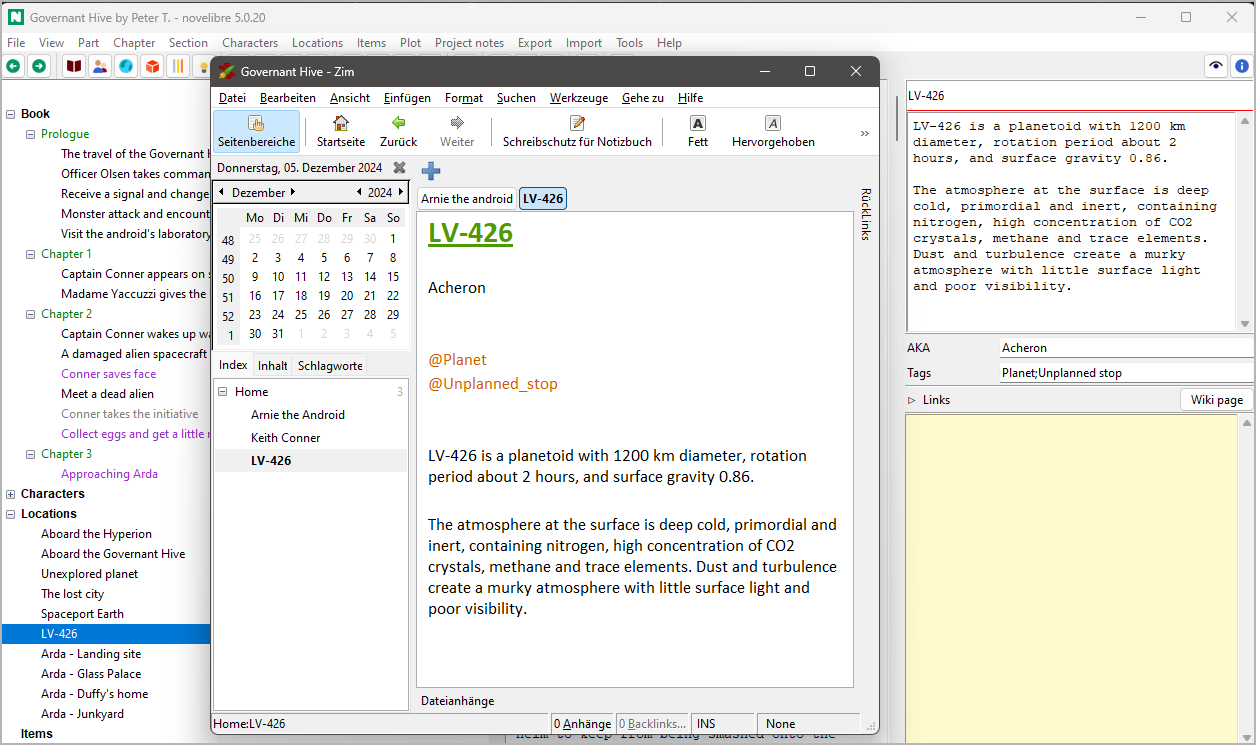 Governant Hive by Peter T. - novelibre 5.0.20
File View Part Chapter Section Characters Locations Items Plot Project notes Export Import Tools Help
Book
Prologue
The travel of the Governant
Officer Olsen takes comman
Receive a signal and change
Monster attack and encount
Visit the android's laboratory
Chapter 1
Captain Conner appears on s
Madame Yaccuzzi gives the
Chapter 2
Captain Conner wakes up wa
A damaged alien spacecraft
Conner saves face
Meet a dead alien
Conner takes the initiative
Collect eggs and get a little
Chapter 3
Approaching Arda
Characters
Locations
Aboard the Hyperion
Aboard the Governant Hive
Unexplored planet
The lost city
Spaceport Earth
LV-426
Arda - Landing site
Arda - Glass Palace
Arda - Duffy's home
Arda - Junkyard
Items
Governant Hive - Zim
Datei Bearbeiten Ansicht Einfügen Format Suchen Werkzeuge Gehe zu Hilfe
Seitenbereiche Startseite Zurück Weiter Schreibschutz für Notizbuch Fett Hervorgehoben
Donnerstag, 05. Dezember 2024
Dezember 2024
Mo Di Mi Do Fr Sa So
48 25 26 27 28 29 30 1
49 2 3 4 5 6 7 8
50 9 10 11 12 13 14 15
51 16 17 18 19 20 21 22
52 23 24 25 26 27 28 29
1 30 31 1 2 3 4 5
Index Inhalt Schlagworte
Home 3
Arnie the Android
Keith Conner
LV-426
Arnie the android LV-426
LV-426
Acheron
@Planet
@Unplanned_stop
LV-426 is a planetoid with 1200 km diameter, rotation
period about 2 hours, and surface gravity 0.86.
The atmosphere at the surface is deep cold, primordial and
inert, containing nitrogen, high concentration of CO2
crystals, methane and trace elements. Dust and turbulence
create a murky atmosphere with little surface light and
poor visibility.
RückLinks
Dateianhänge
Home:LV-426 0 Anhänge 0 Backlinks... INS None
helm to keep from being smashed onto the
LV-426
LV-426 is a planetoid with 1200 km
diameter, rotation period about 2
hours, and surface gravity 0.86.
The atmosphere at the surface is deep
cold, primordial and inert, containing
nitrogen, high concentration of CO2
crystals, methane and trace elements.
Dust and turbulence create a murky
atmosphere with little surface light
and poor visibility.
AKA Acheron
Tags Planet;Unplanned stop
Links Wiki page